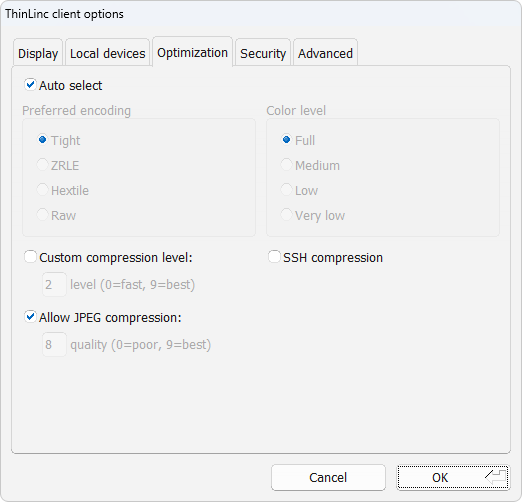 ThinLinc client options
Display Local devices Optimization Security Advanced
Auto select
Preferred encoding Color level
Tight Full
ZRLE Medium
Hextile Low
Raw Very low
Custom compression level: SSH compression
2 level (0=fast, 9=best)
Allow JPEG compression:
8 quality (0=poor, 9=best)
Cancel OK